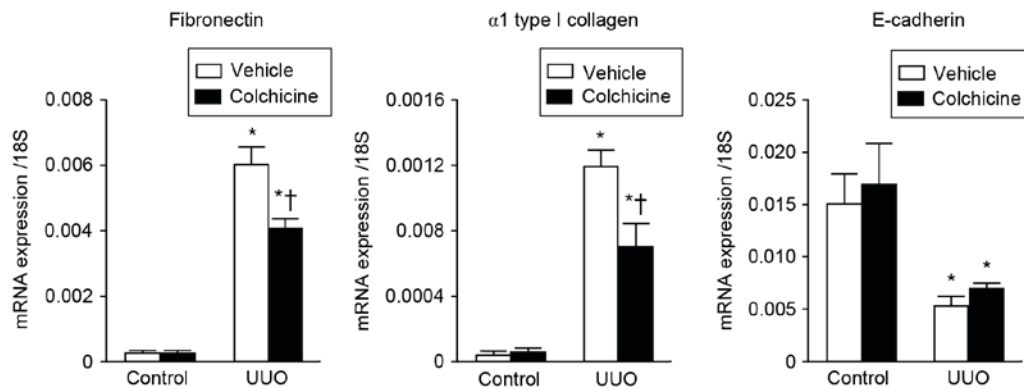 Fibronectin
Vehicle
Colchicine
mRNA expression /18S
0.008
0.006
0.004
0.002
0
*
*†
Control
UUO
α1 type I collagen
Vehicle
Colchicine
mRNA expression /18S
0.0016
0.0012
0.0008
0.0004
0
*
*†
Control
UUO
E-cadherin
Vehicle
Colchicine
mRNA expression /18S
0.025
0.020
0.015
0.010
0.005
0
*
*
Control
UUO